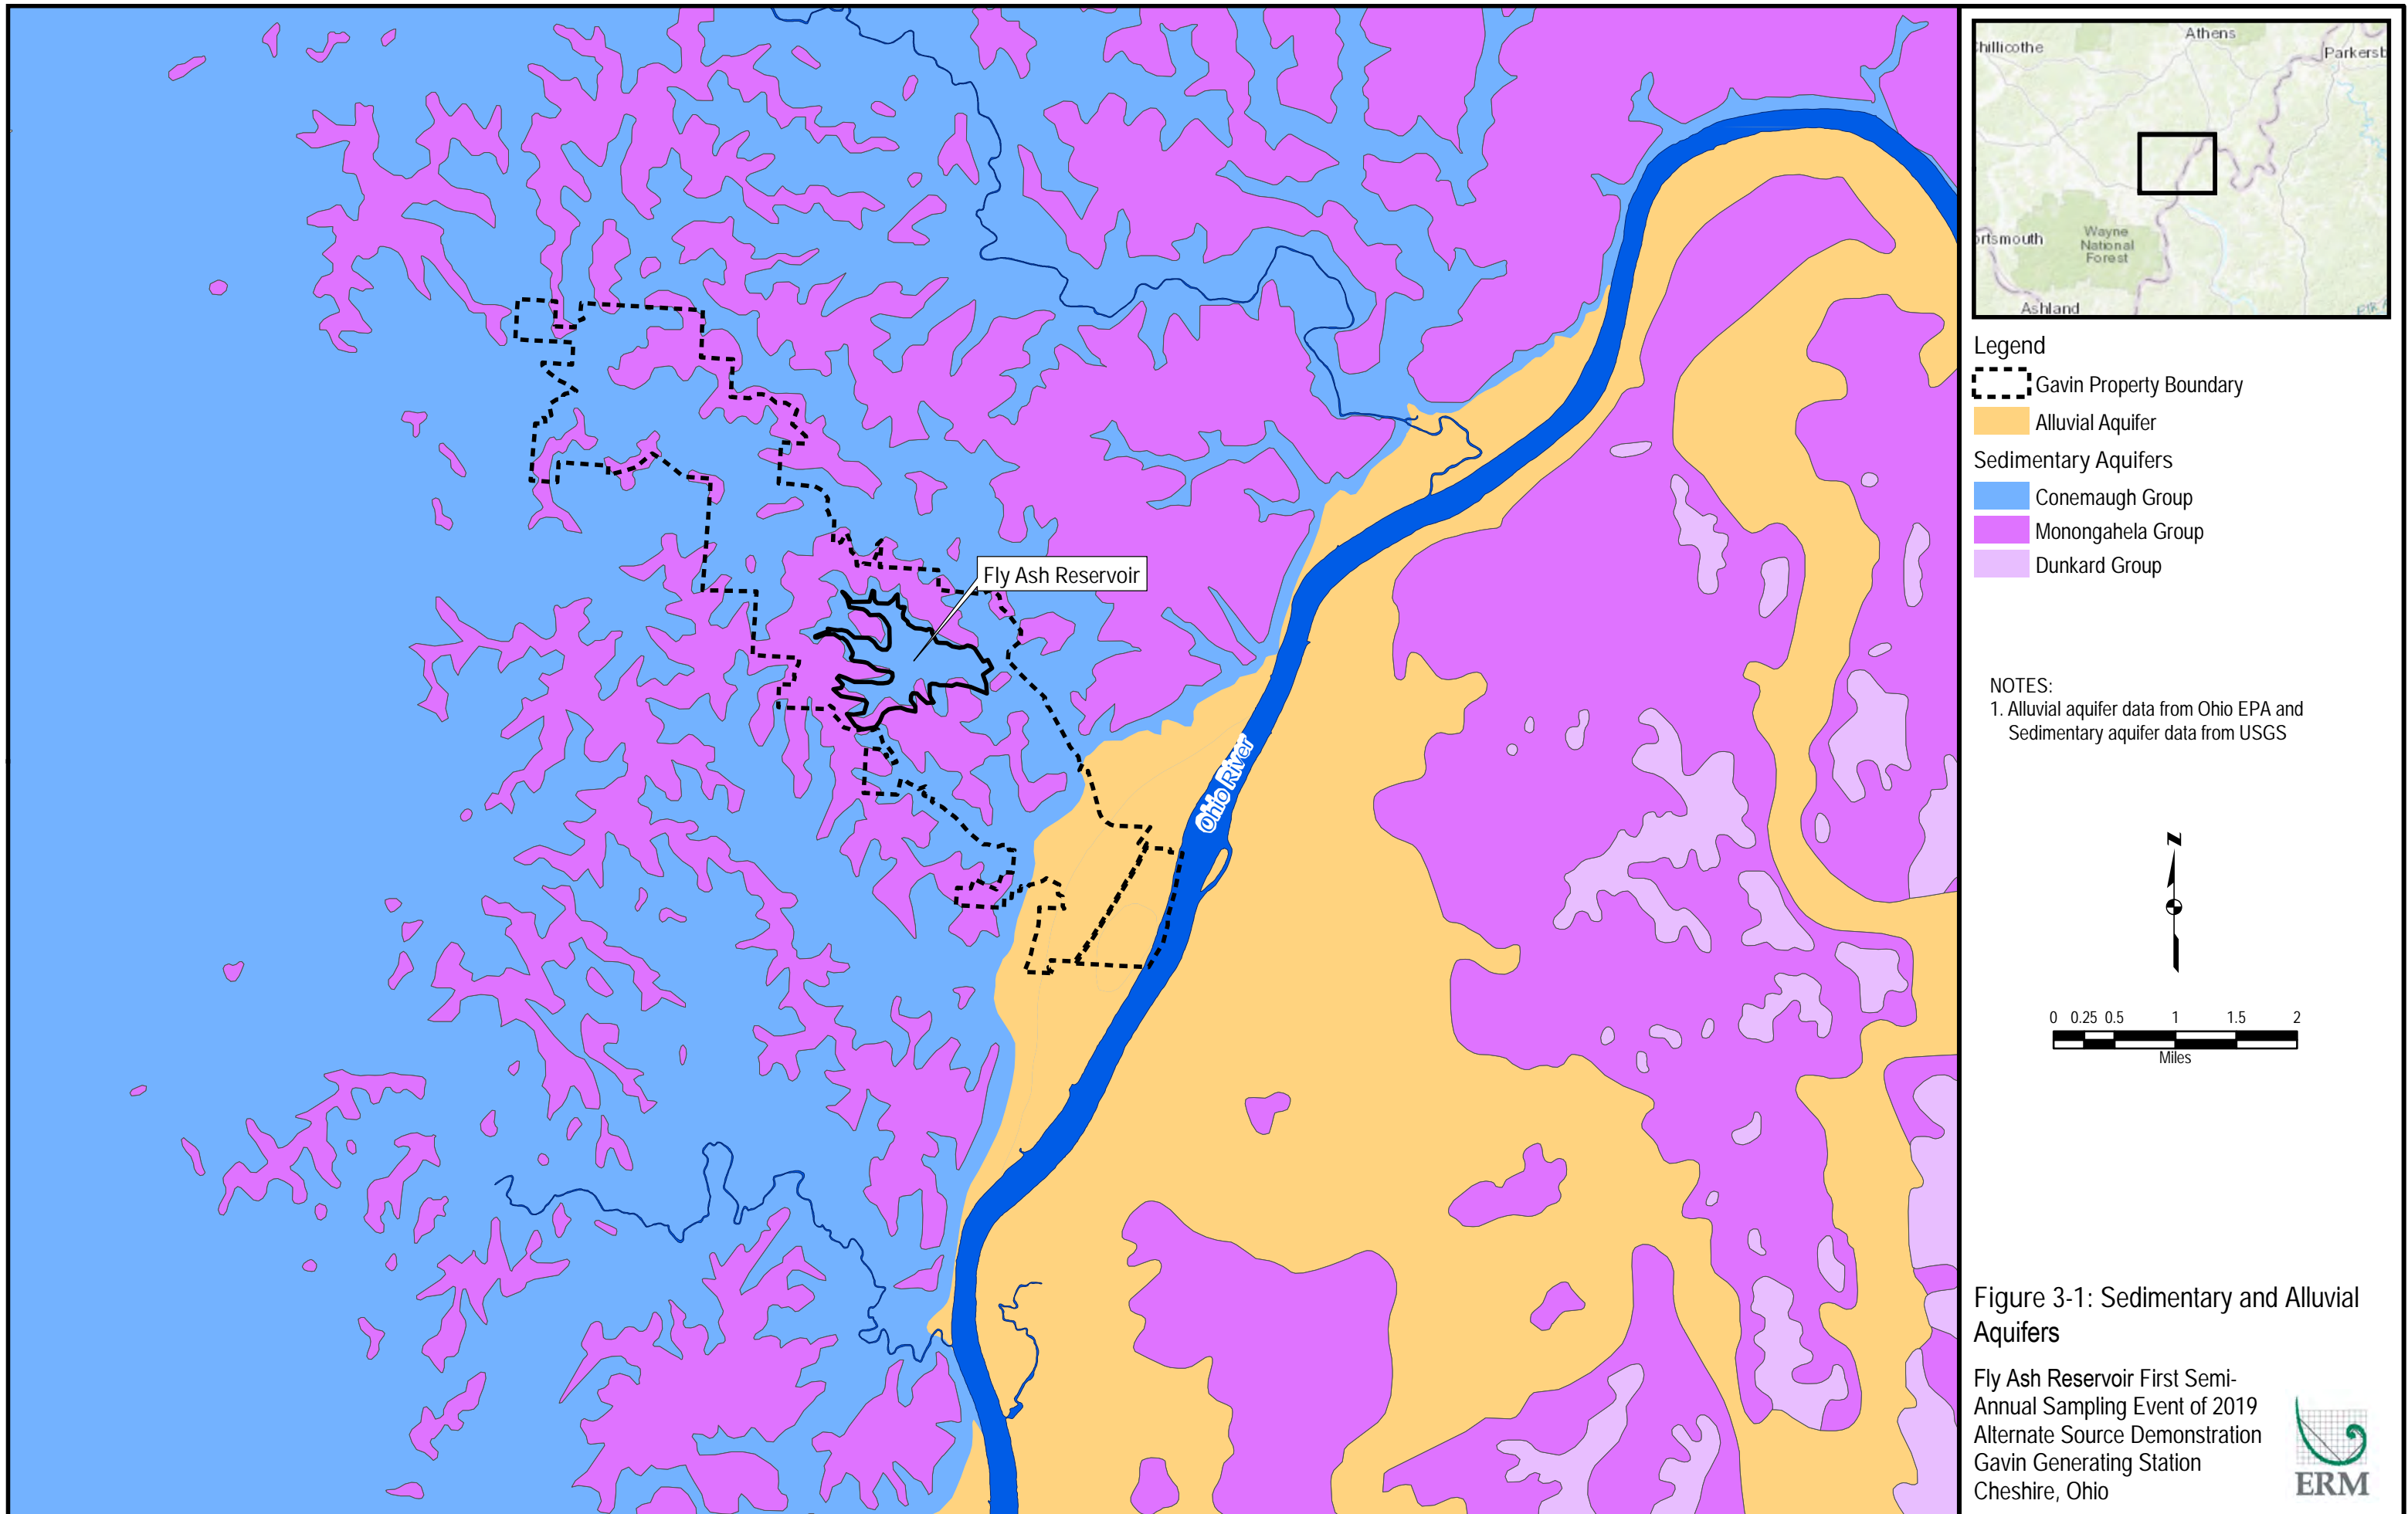 Fly Ash Reservoir
Ohio River
Athens
Parkersb
Wayne
National
Forest
Ashland
Legend
Gavin Property Boundary
Alluvial Aquifer
Sedimentary Aquifers
Conemaugh Group
Monongahela Group
Dunkard Group
NOTES:
1. Alluvial aquifer data from Ohio EPA and
Sedimentary aquifer data from USGS
N
0 0.25 0.5 1 1.5 2
Miles
Figure 3-1: Sedimentary and Alluvial
Aquifers
Fly Ash Reservoir First Semi-
Annual Sampling Event of 2019
Alternate Source Demonstration
Gavin Generating Station
Cheshire, Ohio
ERM